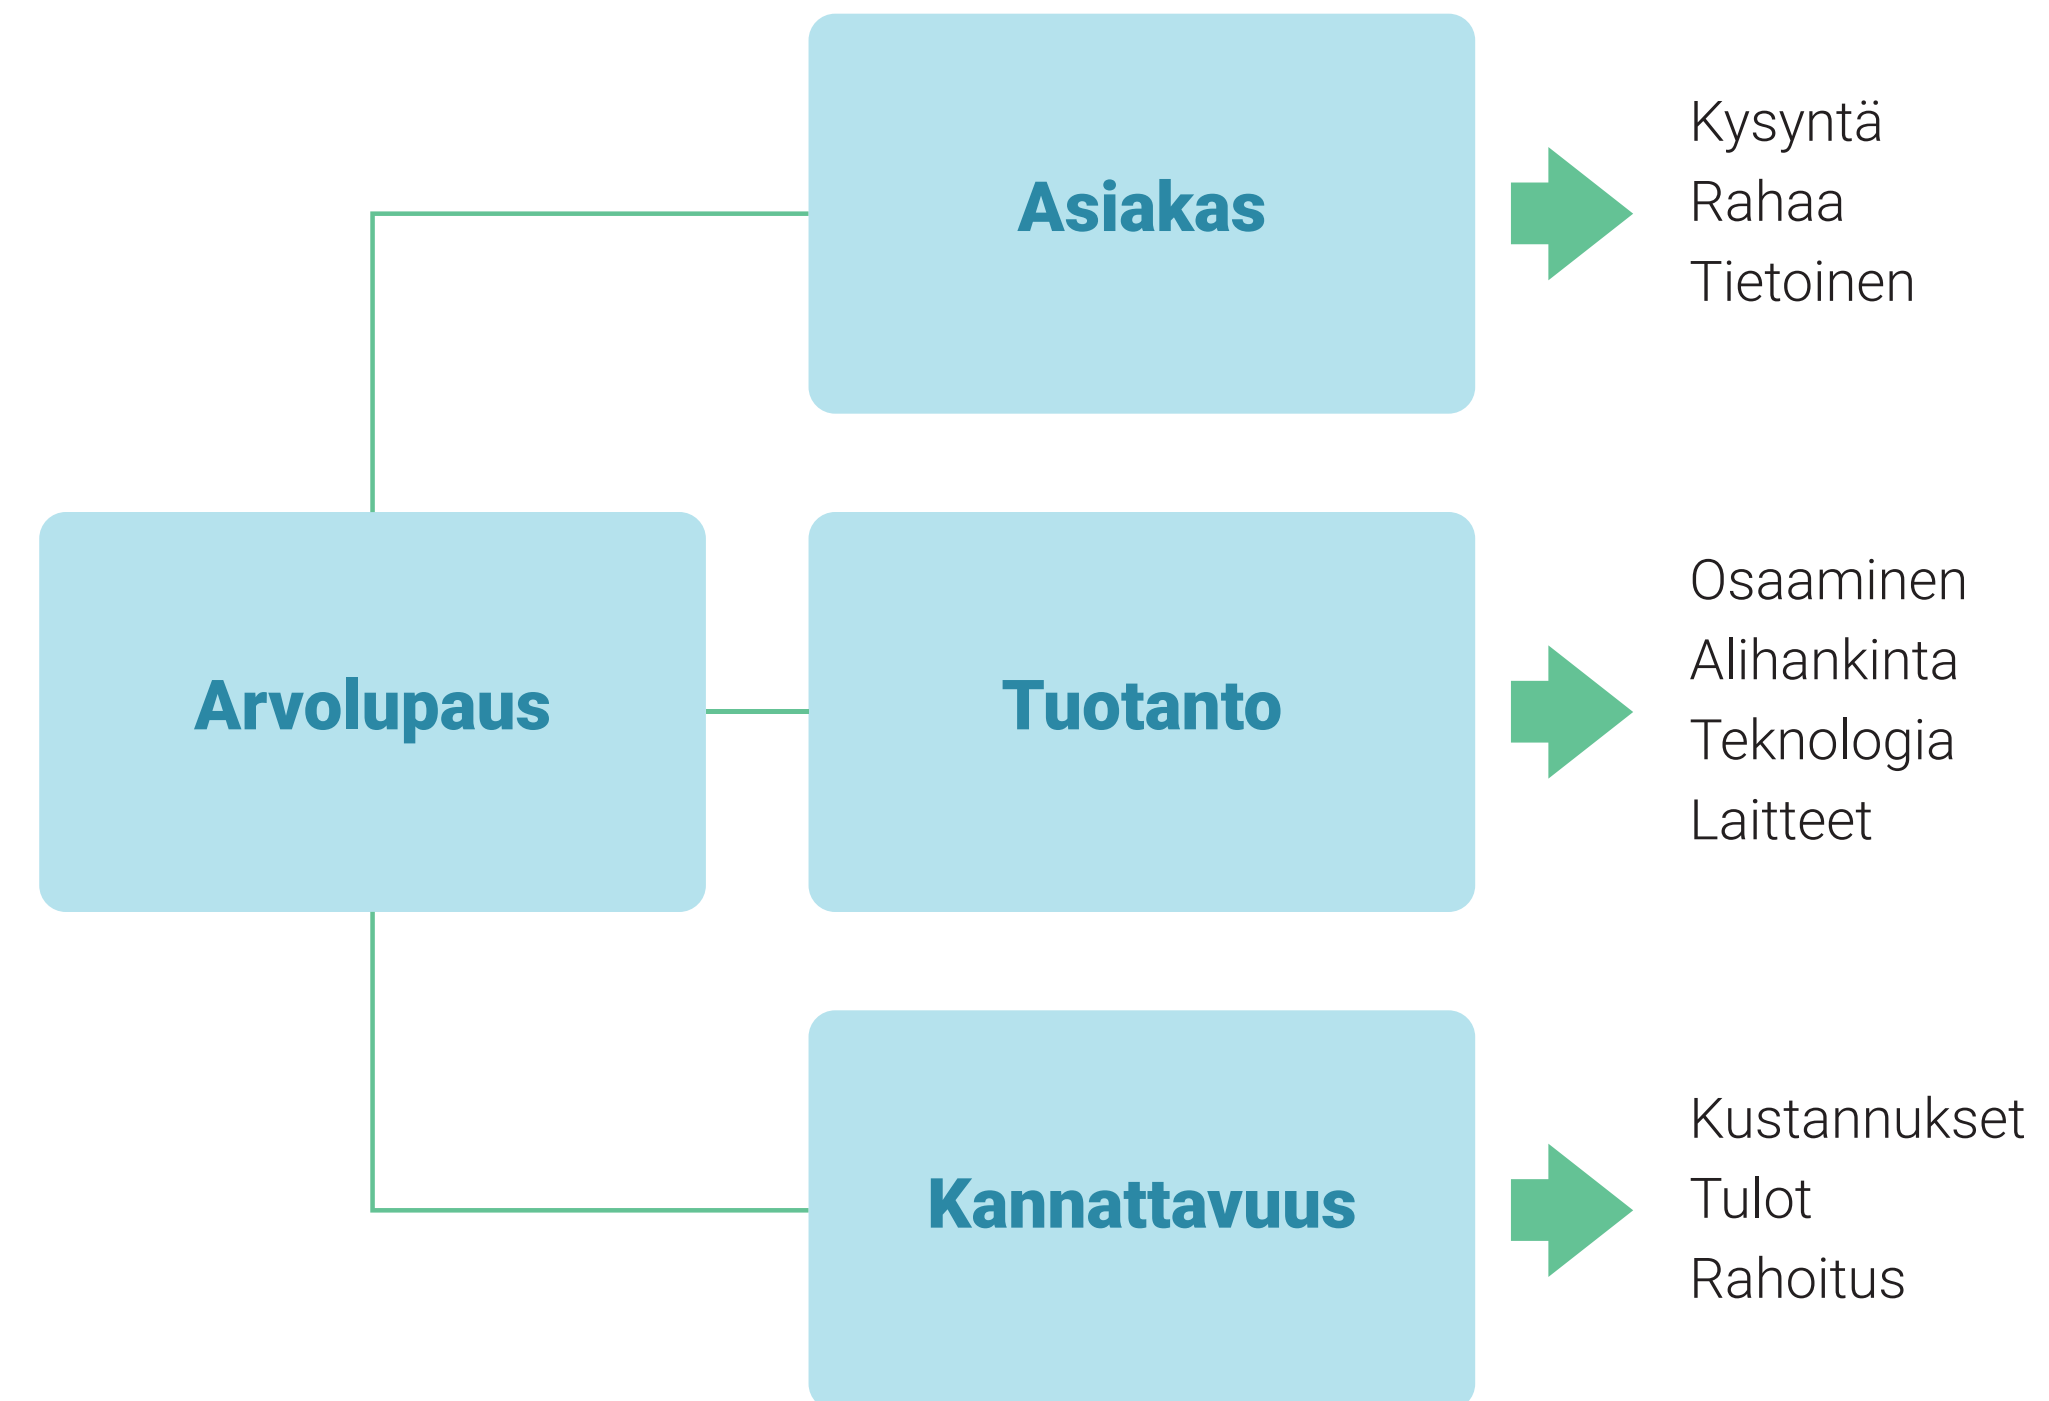 Asiakas
Kysyntä
Rahaa
Tietoinen
Arvolupaus
Tuotanto
Osaaminen
Alihankinta
Teknologia
Laitteet
Kannattavuus
Kustannukset
Tulot
Rahoitus